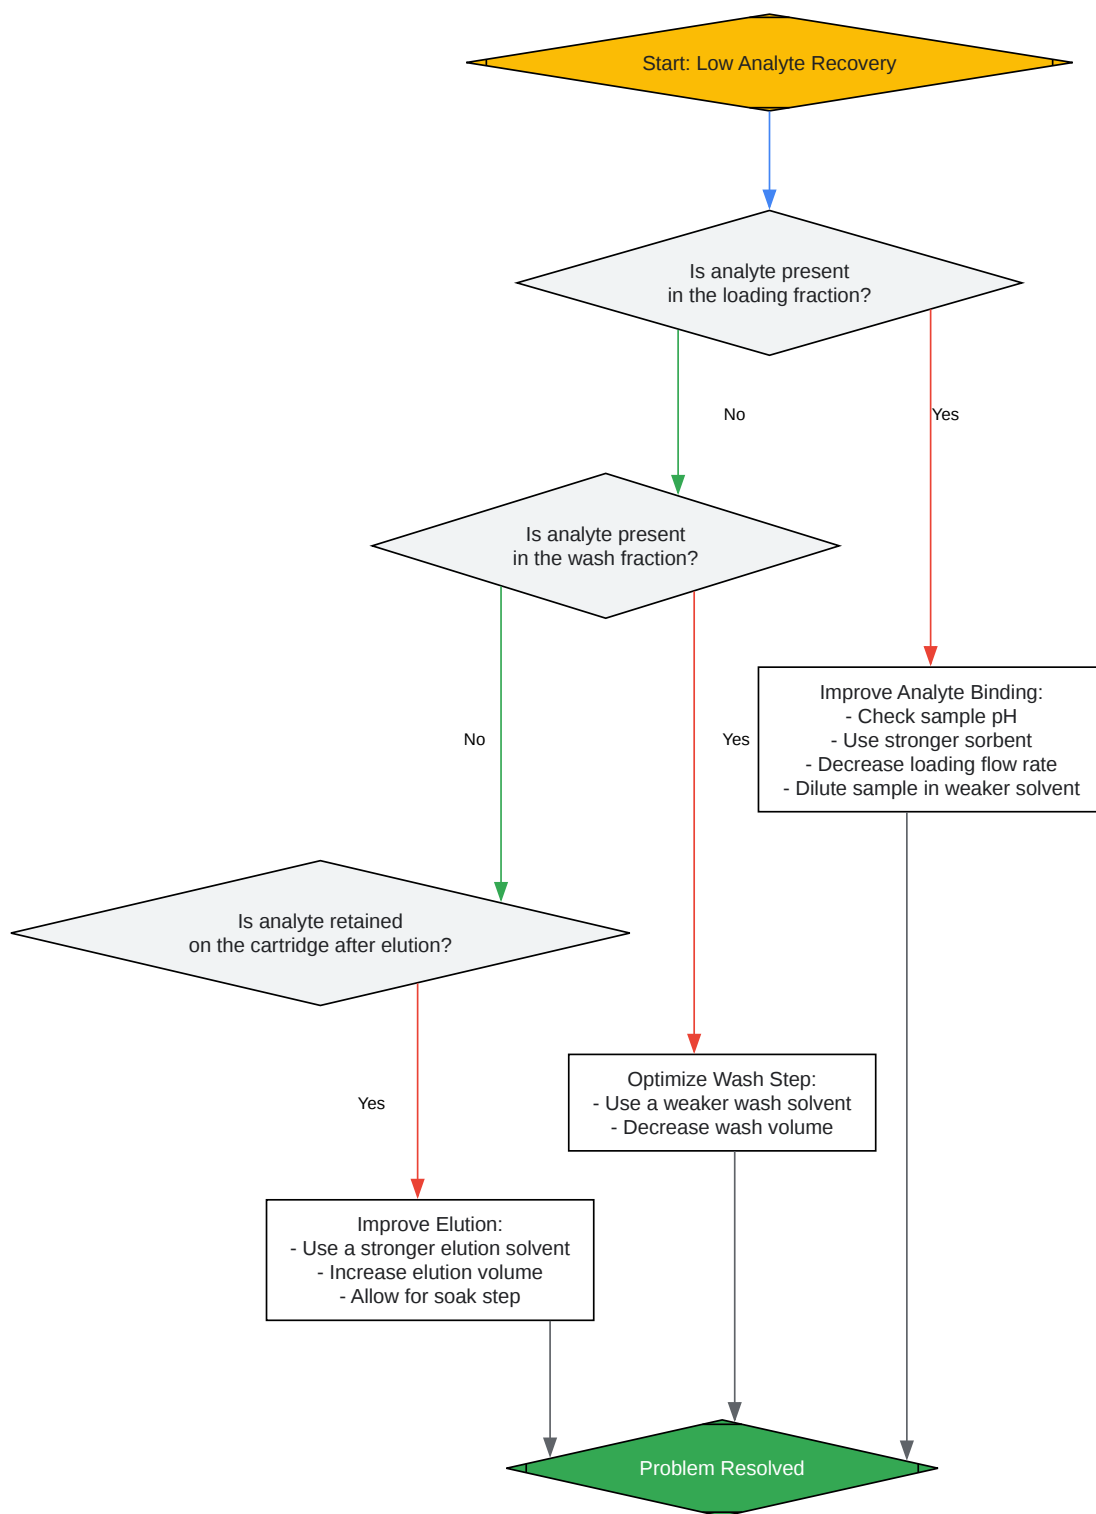 Start: Low Analyte Recovery
Is analyte present
in the loading fraction?
No
Yes
Is analyte present
in the wash fraction?
Improve Analyte Binding:
- Check sample pH
- Use stronger sorbent
- Decrease loading flow rate
- Dilute sample in weaker solvent
No
Yes
Is analyte retained
on the cartridge after elution?
Optimize Wash Step:
- Use a weaker wash solvent
- Decrease wash volume
Yes
Improve Elution:
- Use a stronger elution solvent
- Increase elution volume
- Allow for soak step
Problem Resolved